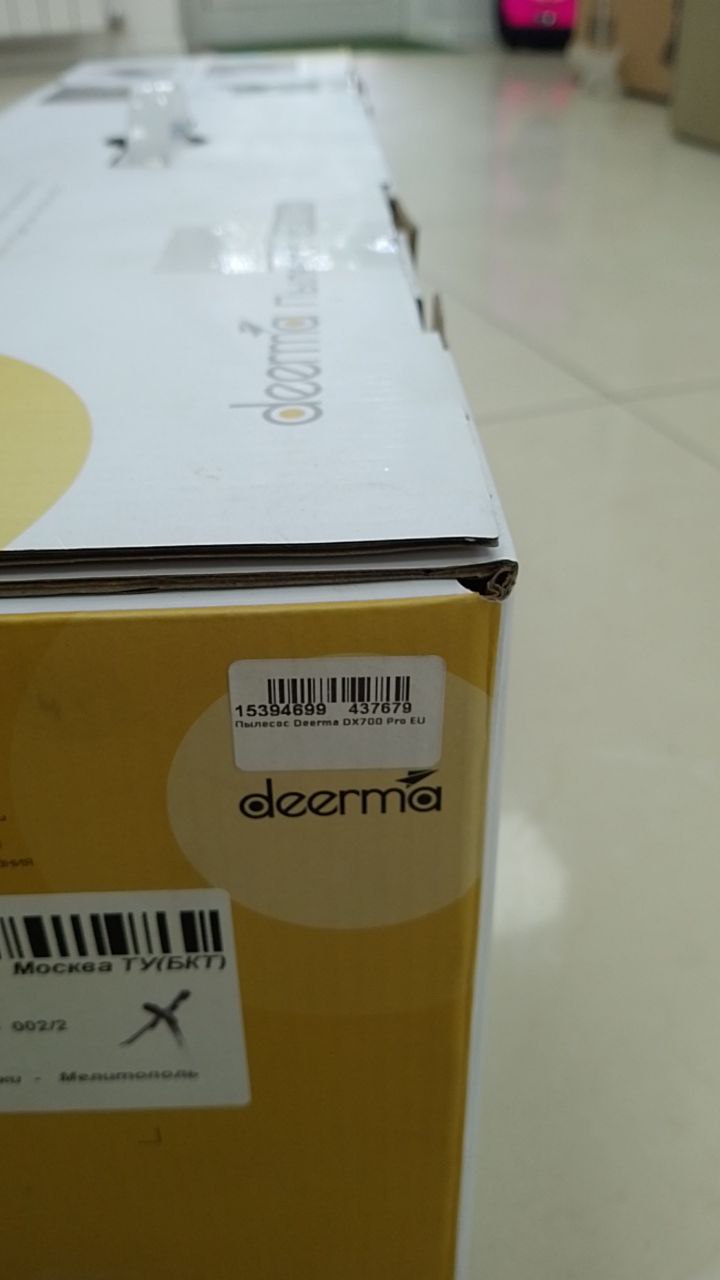 deerma
15394699 437679
Пылесос Deerma DX700 Pro EU
deerma
Москва ТУ(БКТ)
002/2
- Мелитополь